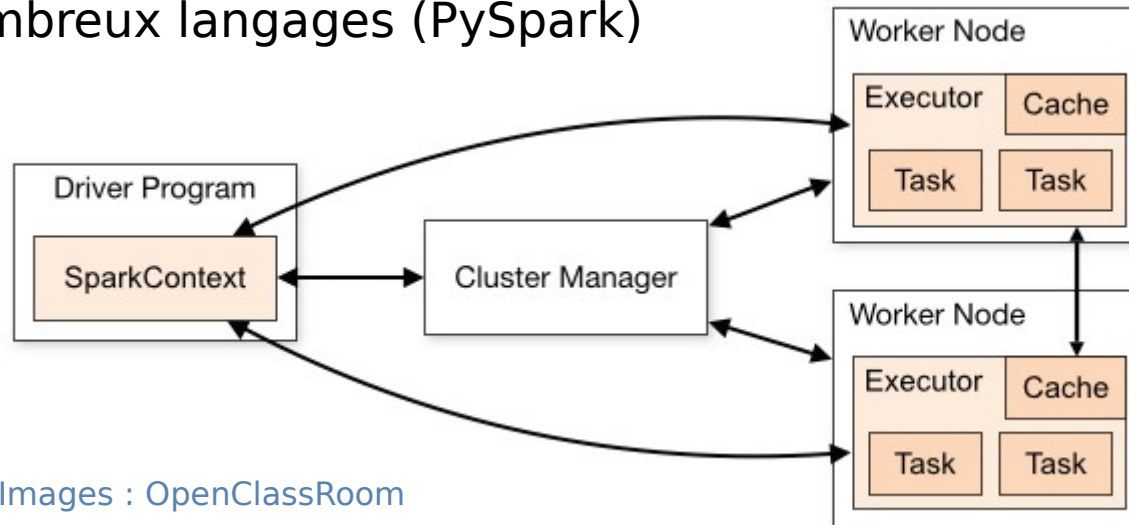 mbreux langages (PySpark)
Worker Node
Executor
Cache
Task
Task
Driver Program
SparkContext
Cluster Manager
Worker Node
Executor
Cache
Task
Task
Images : OpenClassRoom